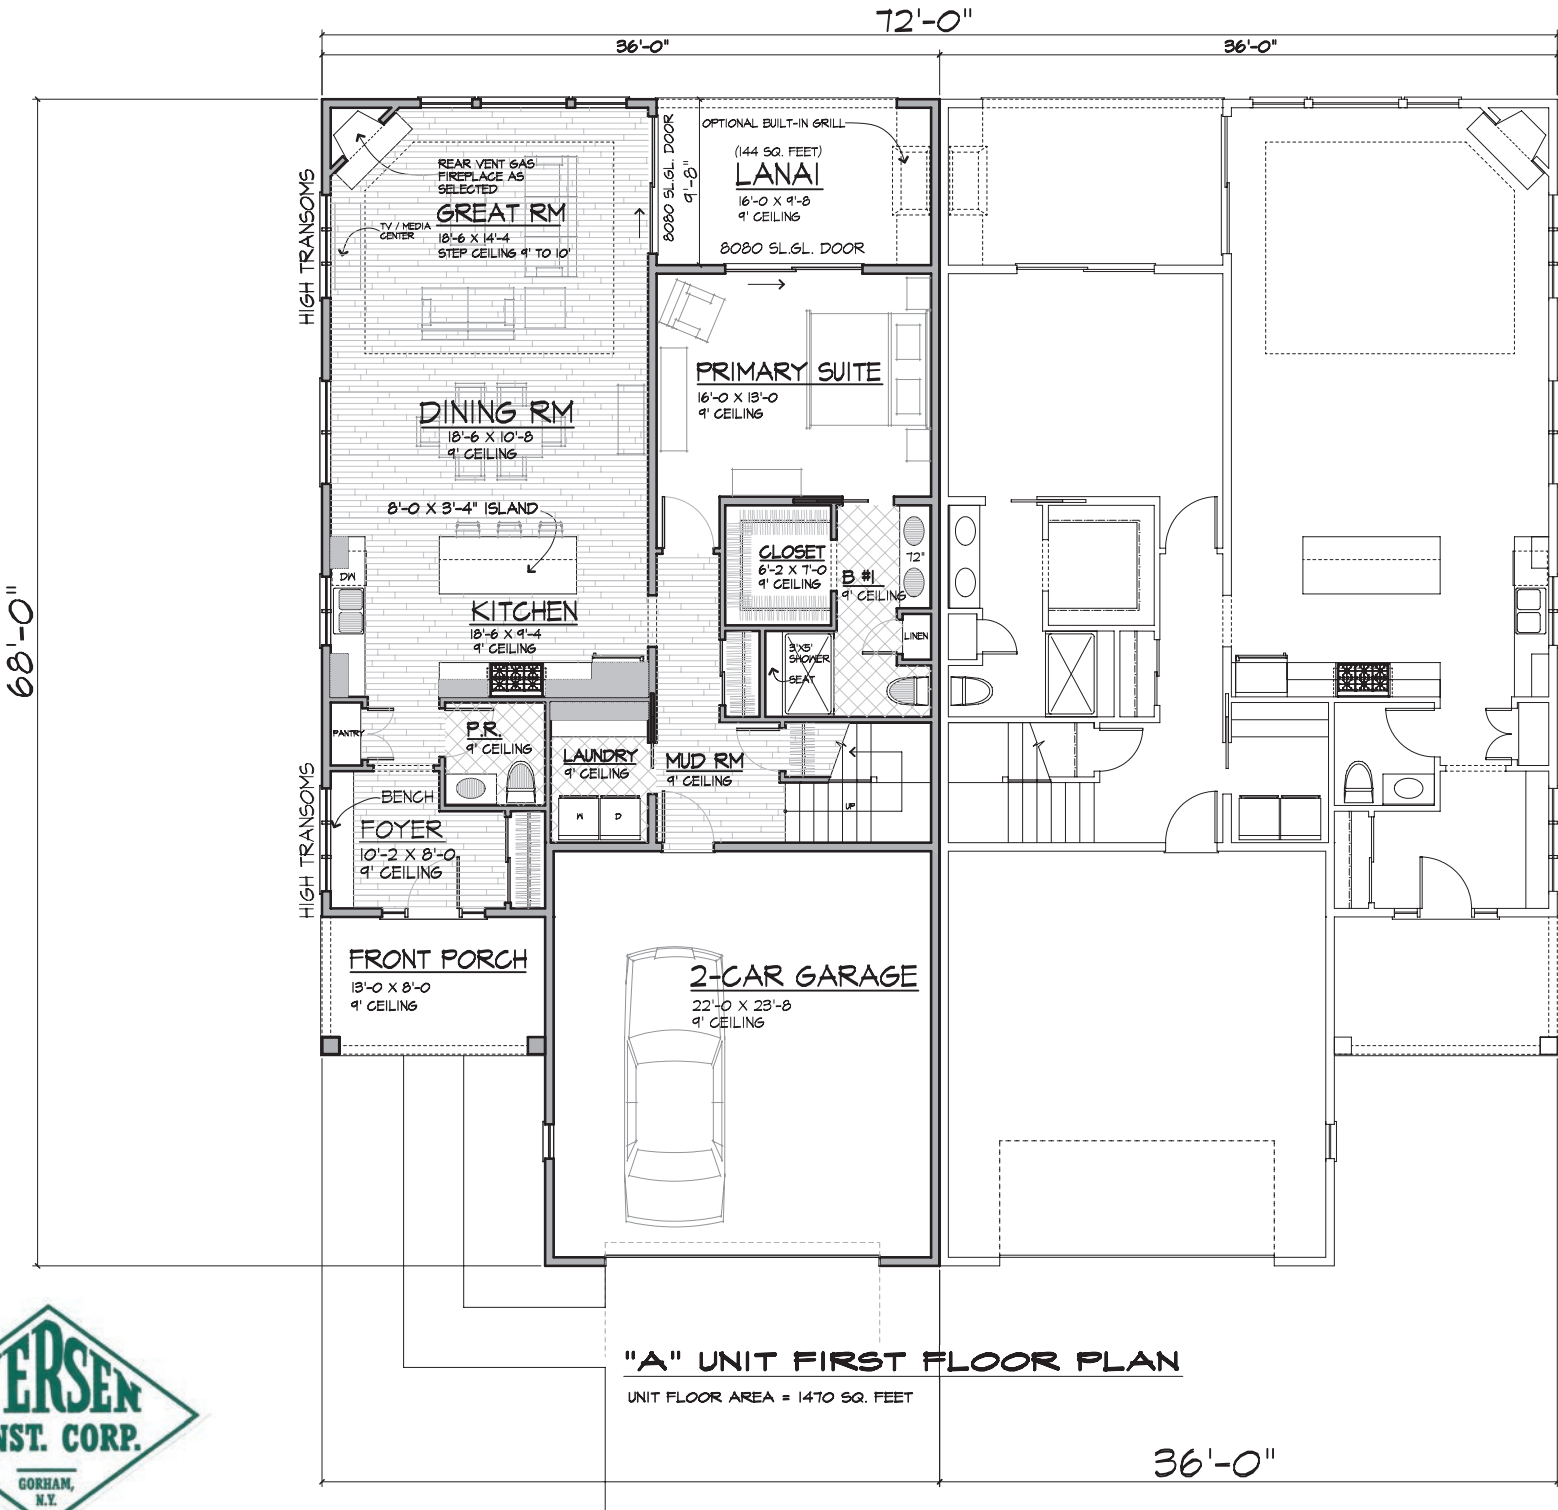 72'-0"
36'-0"
36'-0"
68'-0"
OPTIONAL BUILT-IN GRILL
(144 SQ. FEET)
LANAI
16'-0 X 9'-8
9' CEILING
8080 SL.GL. DOOR
9'-8"
8080 SL.GL. DOOR
REAR VENT GAS
FIREPLACE AS
SELECTED
GREAT RM
18'-6 X 14'-4
STEP CEILING 9' TO 10'
TV / MEDIA
CENTER
HIGH TRANSOMS
PRIMARY SUITE
16'-0 X 13'-0
9' CEILING
DINING RM
18'-6 X 10'-8
9' CEILING
8'-0 X 3'-4" ISLAND
DW
KITCHEN
18'-6 X 9'-4
9' CEILING
CLOSET
6'-2 X 7'-0
9' CEILING
B #1
9' CEILING
72"
LINEN
3'X5'
SHOWER
SEAT
PANTRY
P.R.
9' CEILING
LAUNDRY
9' CEILING
MUD RM
9' CEILING
W
D
UP
HIGH TRANSOMS
BENCH
FOYER
10'-2 X 8'-0
9' CEILING
FRONT PORCH
13'-0 X 8'-0
9' CEILING
2-CAR GARAGE
22'-0 X 23'-8
9' CEILING
"A" UNIT FIRST FLOOR PLAN
UNIT FLOOR AREA = 1470 SQ. FEET
36'-0"
ERSEN
NST. CORP.
GORHAM,
N.Y.